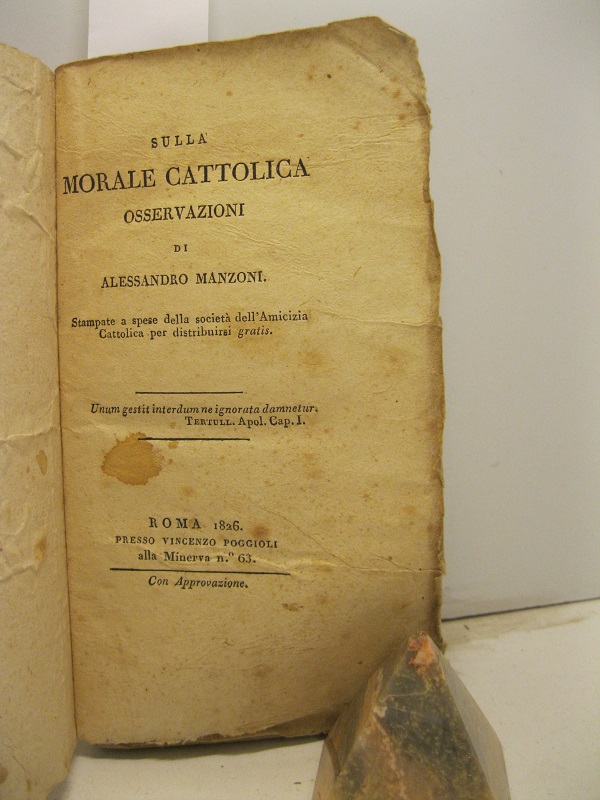 SULLA
MORALE CATTOLICA
OSSERVAZIONI
DI
ALESSANDRO MANZONI.
Stampate a spese della società dell'Amicizia
Cattolica per distribuirsi gratis.
Unum gestit interdum ne ignorata damnetur.
TERTULL. Apol. Cap. I.
ROMA 1826.
PRESSO VINCENZO POGGIOLI
alla Minerva n.º 63.
Con Approvazione.